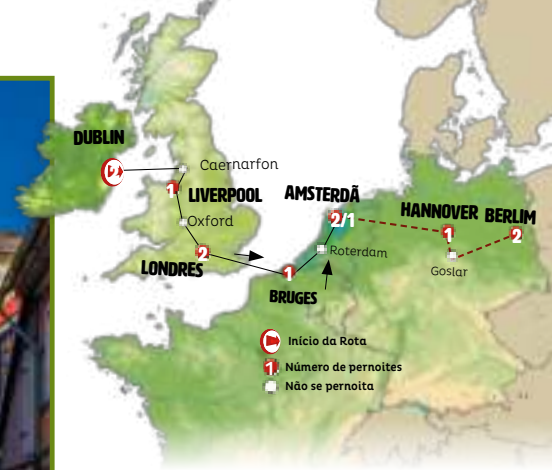 DUBLIN
2
Caernarfon
1
LIVERPOOL
AMSTERDÃ
2/1
HANNOVER
BERLIM
1
2
Oxford
Roterdam
Goslar
2
LONDRES
1
BRUGES
Início da Rota
1 Número de pernoites
Não se pernoita